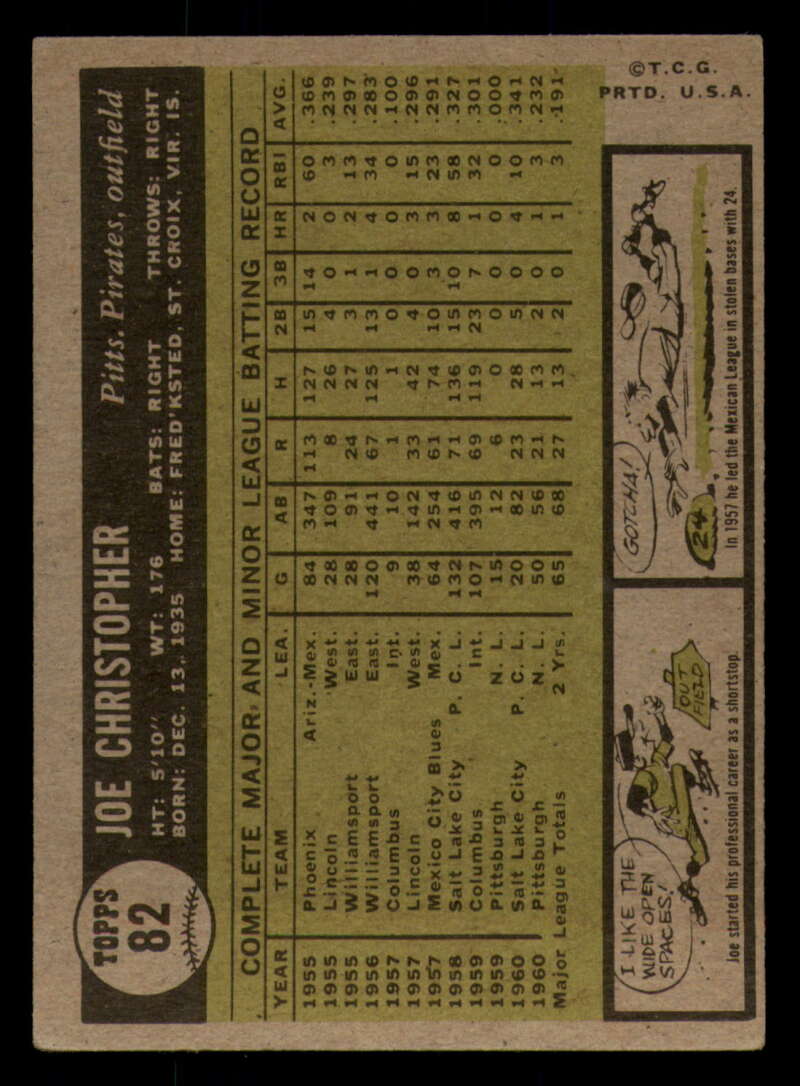 TOPPS
82
JOE CHRISTOPHER Pitts. Pirates, outfield
HT: 5'10" WT: 176 BATS: RIGHT THROWS: RIGHT
BORN: DEC. 13, 1935 HOME: FRED'KSTED, ST. CROIX, VIR. IS.
COMPLETE MAJOR AND MINOR LEAGUE BATTING RECORD
YEAR TEAM LEA. G AB R H 2B 3B HR RBI AVG.
1955 Phoenix Ariz.-Mex. 84 347 113 127 15 14 2 60 .366
1955 Lincoln West. 28 109 8 26 4 0 0 3 .239
1955 Williamsport East. 28 91 24 27 3 1 2 13 .297
1956 Williamsport East. 120 441 67 125 13 1 4 34 .283
1957 Columbus Int. 9 10 1 1 0 0 0 0 .100
1957 Lincoln West. 38 142 33 42 4 0 3 15 .296
1957 Mexico City Blues Mex. 64 254 61 74 10 3 3 23 .291
1958 Salt Lake City P. C. L. 132 416 71 136 15 10 8 58 .327
1959 Columbus Int. 107 395 69 119 23 7 1 32 .301
1959 Pittsburgh N. L. 15 12 6 0 0 0 0 0 .000
1960 Salt Lake City P. C. L. 20 82 23 28 5 0 4 10 .341
1960 Pittsburgh N. L. 50 56 21 13 2 0 1 3 .232
Major League Totals 2 Yrs. 65 68 27 13 2 0 1 3 .191
I LIKE THE
WIDE OPEN
SPACES!
OUT
FIELD
Joe started his professional career as a shortstop.
GOTCHA!
24
In 1957 he led the Mexican League in stolen bases with 24.
©T.C.G.
PRTD. U.S.A.